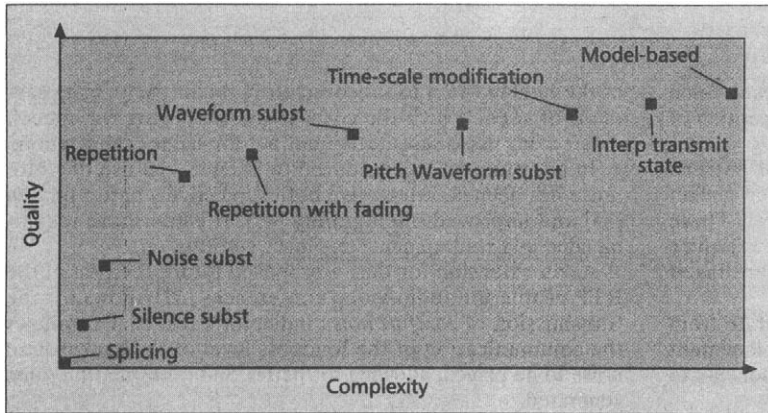 Model-based
Time-scale modification
Waveform subst
Interp transmit
state
Repetition
Pitch Waveform subst
Repetition with fading
Noise subst
Silence subst
Splicing
Quality
Complexity